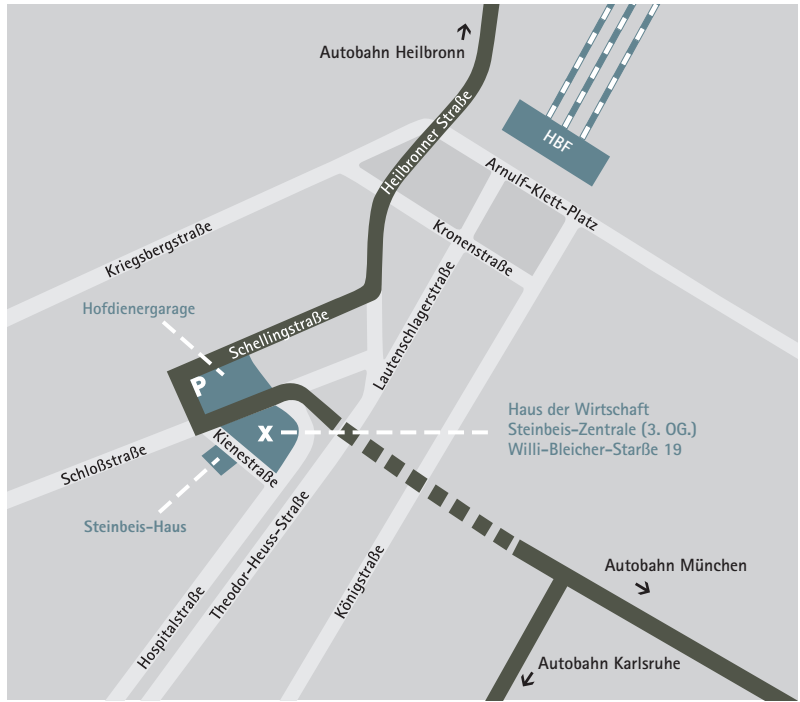 Autobahn Heilbronn
HBF
Heilbronner Straße
Arnulf-Klett-Platz
Kriegsbergstraße
Kronenstraße
Hofdienergarage
Schellingstraße
Lautenschlagerstraße
P
X
Haus der Wirtschaft
Steinbeis-Zentrale (3. OG.)
Willi-Bleicher-Starße 19
Kienestraße
Schloßstraße
Steinbeis-Haus
Theodor-Heuss-Straße
Königstraße
Hospitalstraße
Autobahn München
Autobahn Karlsruhe